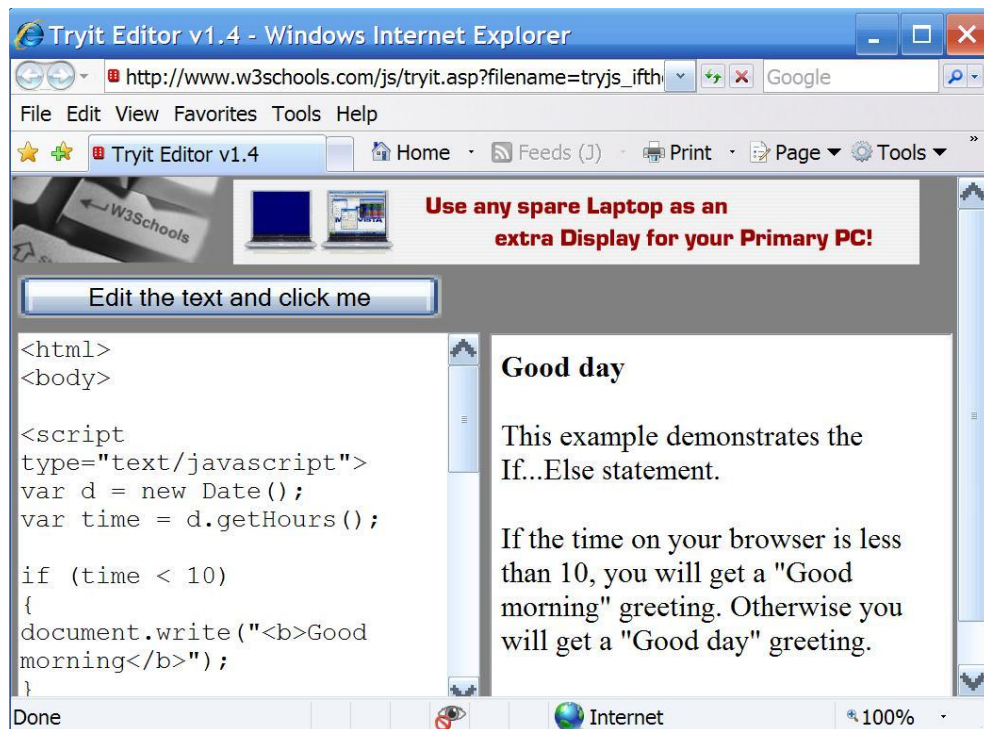 Tryit Editor v1.4 - Windows Internet Explorer
http://www.w3schools.com/js/tryit.asp?filename=tryjs_ifth
Google
File Edit View Favorites Tools Help
Tryit Editor v1.4
Home
Feeds (J)
Print
Page
Tools
»
W3Schools
Use any spare Laptop as an
extra Display for your Primary PC!
Edit the text and click me
<html>
<body>
<script
type="text/javascript">
var d = new Date();
var time = d.getHours();
if (time < 10)
{
document.write("<b>Good
morning</b>");
}
Good day
This example demonstrates the
If...Else statement.
If the time on your browser is less
than 10, you will get a "Good
morning" greeting. Otherwise you
will get a "Good day" greeting.
Done
Internet
100%